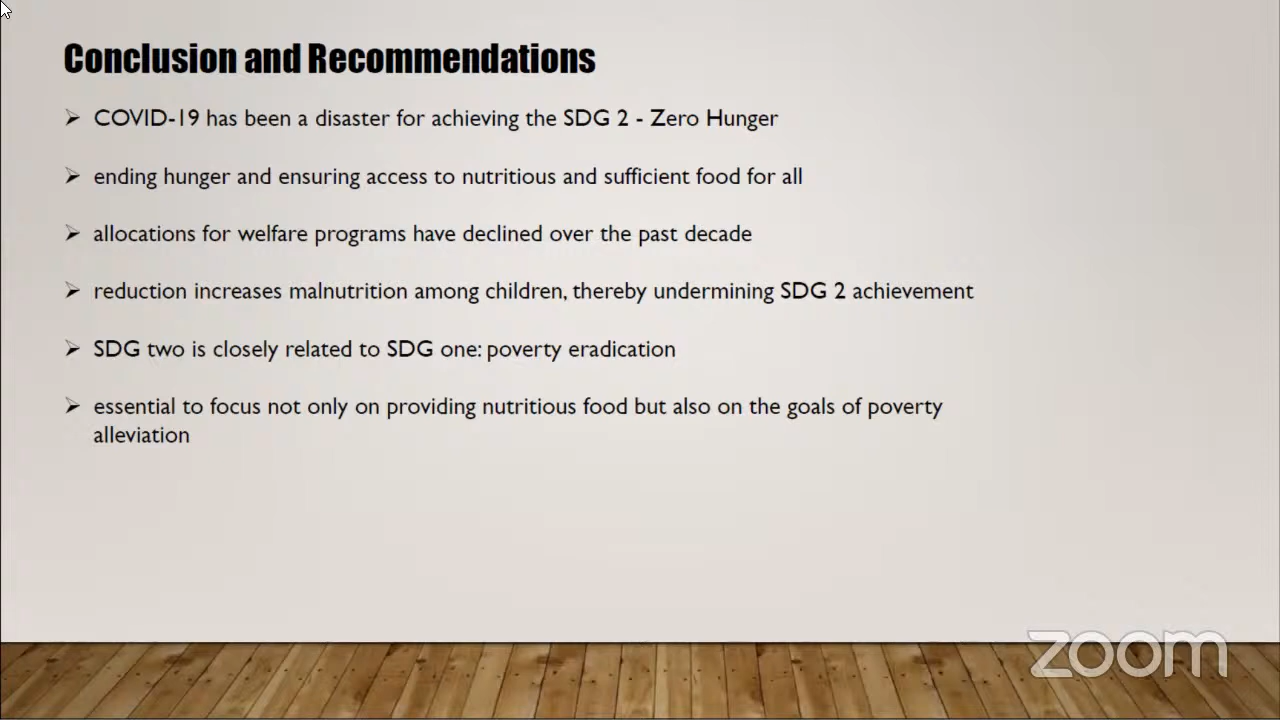 Conclusion and Recommendations
COVID-19 has been a disaster for achieving the SDG 2 - Zero Hunger
ending hunger and ensuring access to nutritious and sufficient food for all
allocations for welfare programs have declined over the past decade
reduction increases malnutrition among children, thereby undermining SDG 2 achievement
SDG two is closely related to SDG one: poverty eradication
essential to focus not only on providing nutritious food but also on the goals of poverty
alleviation
zoom